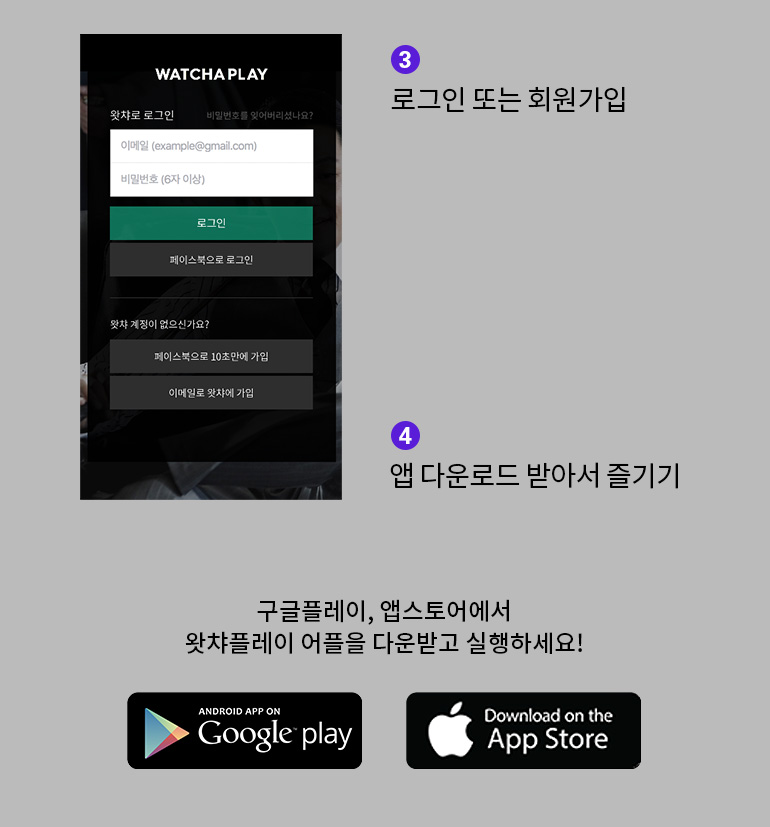 WATCHA PLAY
왓챠로 로그인 비밀번호를 잊어버리셨나요?
이메일 (example@gmail.com)
비밀번호 (6자 이상)
로그인
페이스북으로 로그인
왓챠 계정이 없으신가요?
페이스북으로 10초만에 가입
이메일로 왓챠에 가입
3
로그인 또는 회원가입
4
앱 다운로드 받아서 즐기기
구글플레이, 앱스토어에서
왓챠플레이 어플을 다운받고 실행하세요!
ANDROID APP ON
Google play
Download on the
App Store